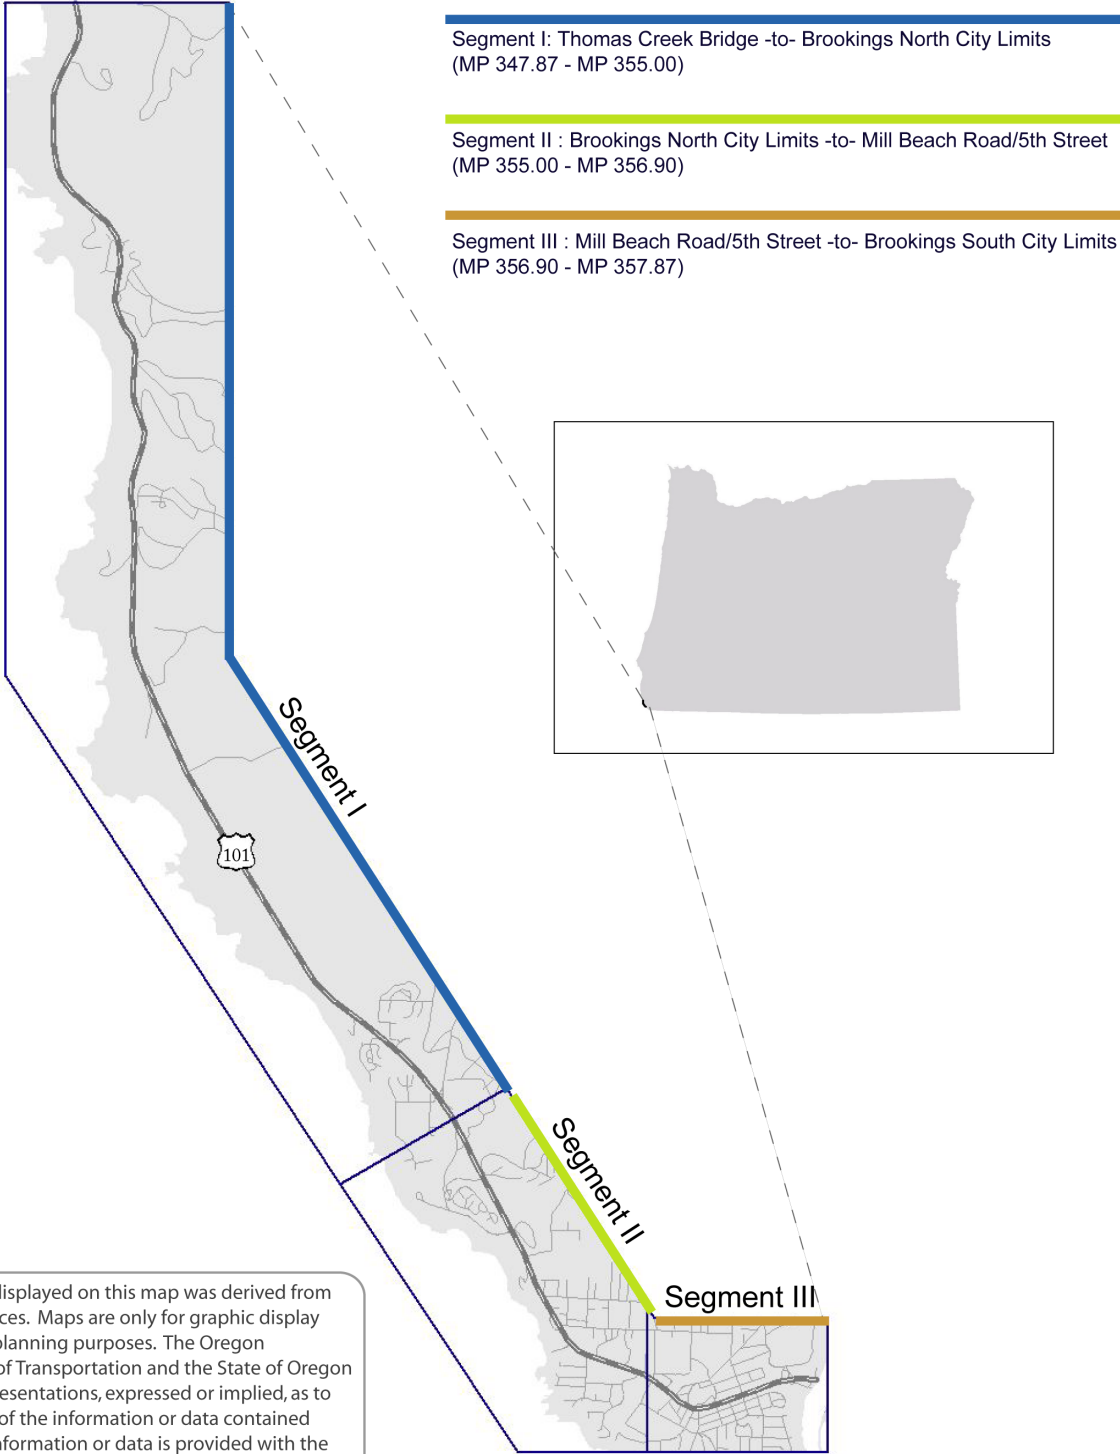 Segment I: Thomas Creek Bridge -to- Brookings North City Limits
(MP 347.87 - MP 355.00)
Segment II : Brookings North City Limits -to- Mill Beach Road/5th Street
(MP 355.00 - MP 356.90)
Segment III : Mill Beach Road/5th Street -to- Brookings South City Limits
(MP 356.90 - MP 357.87)
Segment I
101
Segment II
Segment III
displayed on this map was derived from
ces. Maps are only for graphic display
planning purposes. The Oregon
of Transportation and the State of Oregon
esentations, expressed or implied, as to
of the information or data contained
nformation or data is provided with the